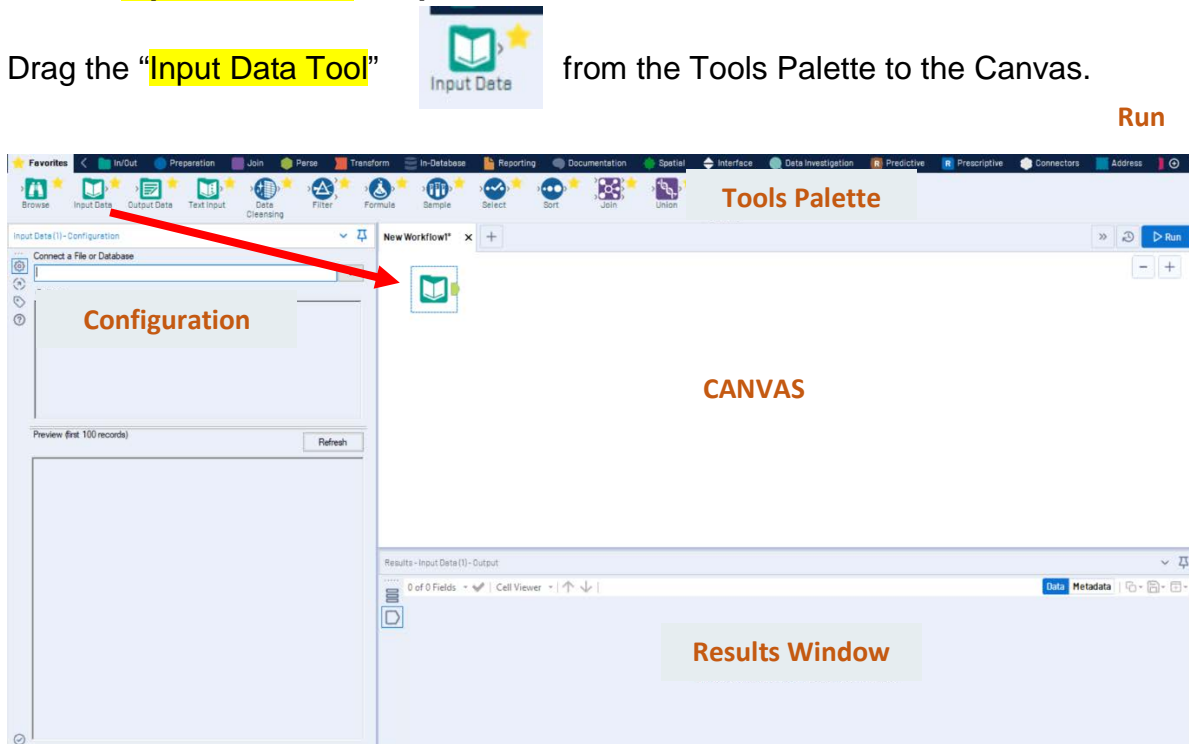 Drag the “Input Data Tool” Input Data from the Tools Palette to the Canvas.
Run
Favorites In/Out Preparation Join Parse Transform In-Database Reporting Documentation Spatial Interface Data Investigation Predictive Prescriptive Connectors Address
Browse Input Data Output Data Text Input Data Cleansing Filter Formula Sample Select Sort Join Union
Tools Palette
Input Data (1) - Configuration
New Workflow1* x +
Run
Connect a File or Database
Configuration
CANVAS
Preview (first 100 records)
Refresh
Results - Input Data (1) - Output
0 of 0 Fields Cell Viewer
Data Metadata
Results Window